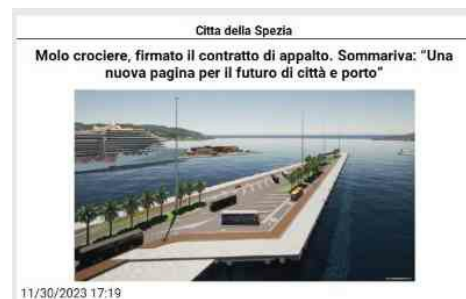 Citta della Spezia
Molo crociere, firmato il contratto di appalto. Sommariva: “Una
nuova pagina per il futuro di città e porto”
11/30/2023 17:19